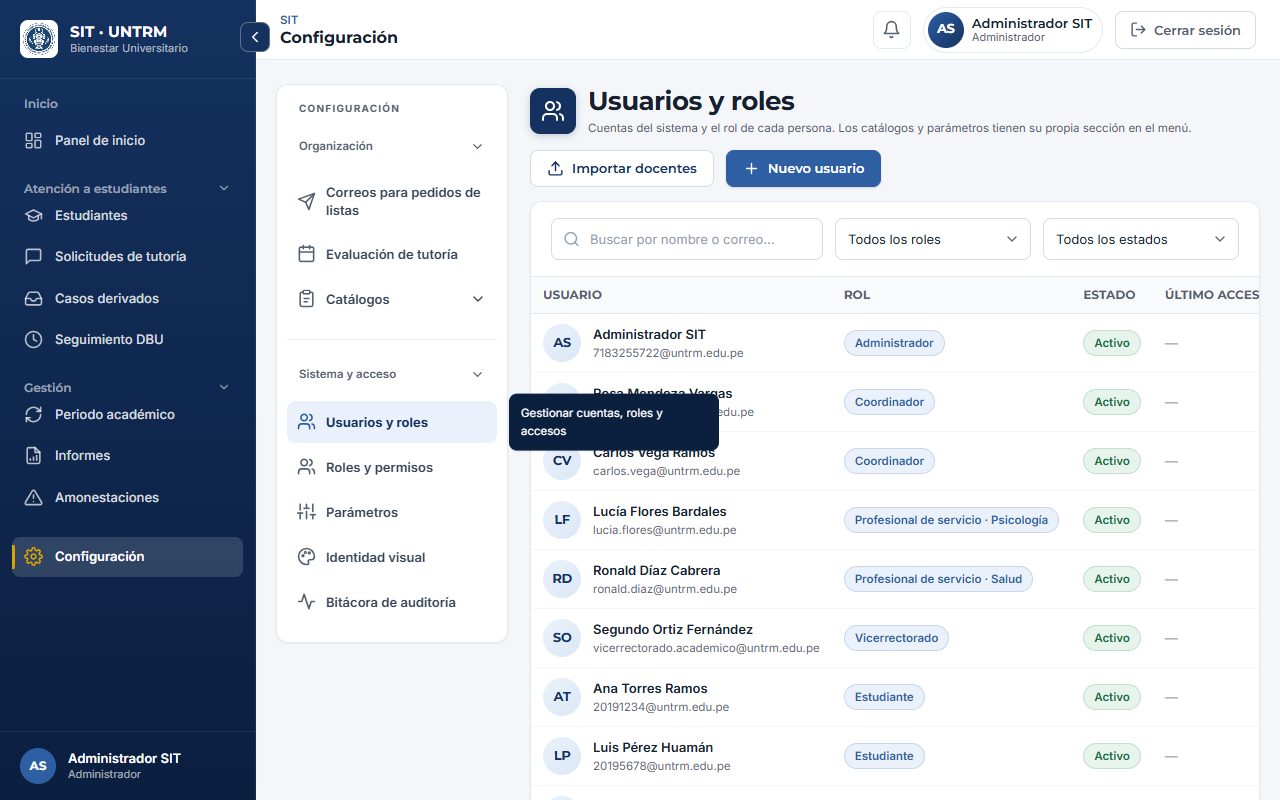 SIT · UNTRM
Bienestar Universitario
Inicio
Panel de inicio
Atención a estudiantes
Estudiantes
Solicitudes de tutoría
Casos derivados
Seguimiento DBU
Gestión
Periodo académico
Informes
Amonestaciones
Configuración
AS
Administrador SIT
Administrador
SIT
Configuración
AS
Administrador SIT
Administrador
Cerrar sesión
CONFIGURACIÓN
Organización
Correos para pedidos de
listas
Evaluación de tutoría
Catálogos
Sistema y acceso
Usuarios y roles
Roles y permisos
Parámetros
Identidad visual
Bitácora de auditoría
Gestionar cuentas, roles y
accesos
Usuarios y roles
Cuentas del sistema y el rol de cada persona. Los catálogos y parámetros tienen su propia sección en el menú.
Importar docentes
Nuevo usuario
Buscar por nombre o correo...
Todos los roles
Todos los estados
USUARIO ROL ESTADO ÚLTIMO ACCES
AS Administrador SIT Administrador Activo —
7183255722@untrm.edu.pe
Rosa Mendoza Vargas Coordinador Activo —
edu.pe
CV Carlos Vega Ramos Coordinador Activo —
carlos.vega@untrm.edu.pe
LF Lucía Flores Bardales Profesional de servicio · Psicología Activo —
lucia.flores@untrm.edu.pe
RD Ronald Díaz Cabrera Profesional de servicio · Salud Activo —
ronald.diaz@untrm.edu.pe
SO Segundo Ortiz Fernández Vicerrectorado Activo —
vicerrectorado.academico@untrm.edu.pe
AT Ana Torres Ramos Estudiante Activo —
20191234@untrm.edu.pe
LP Luis Pérez Huamán Estudiante Activo —
20195678@untrm.edu.pe